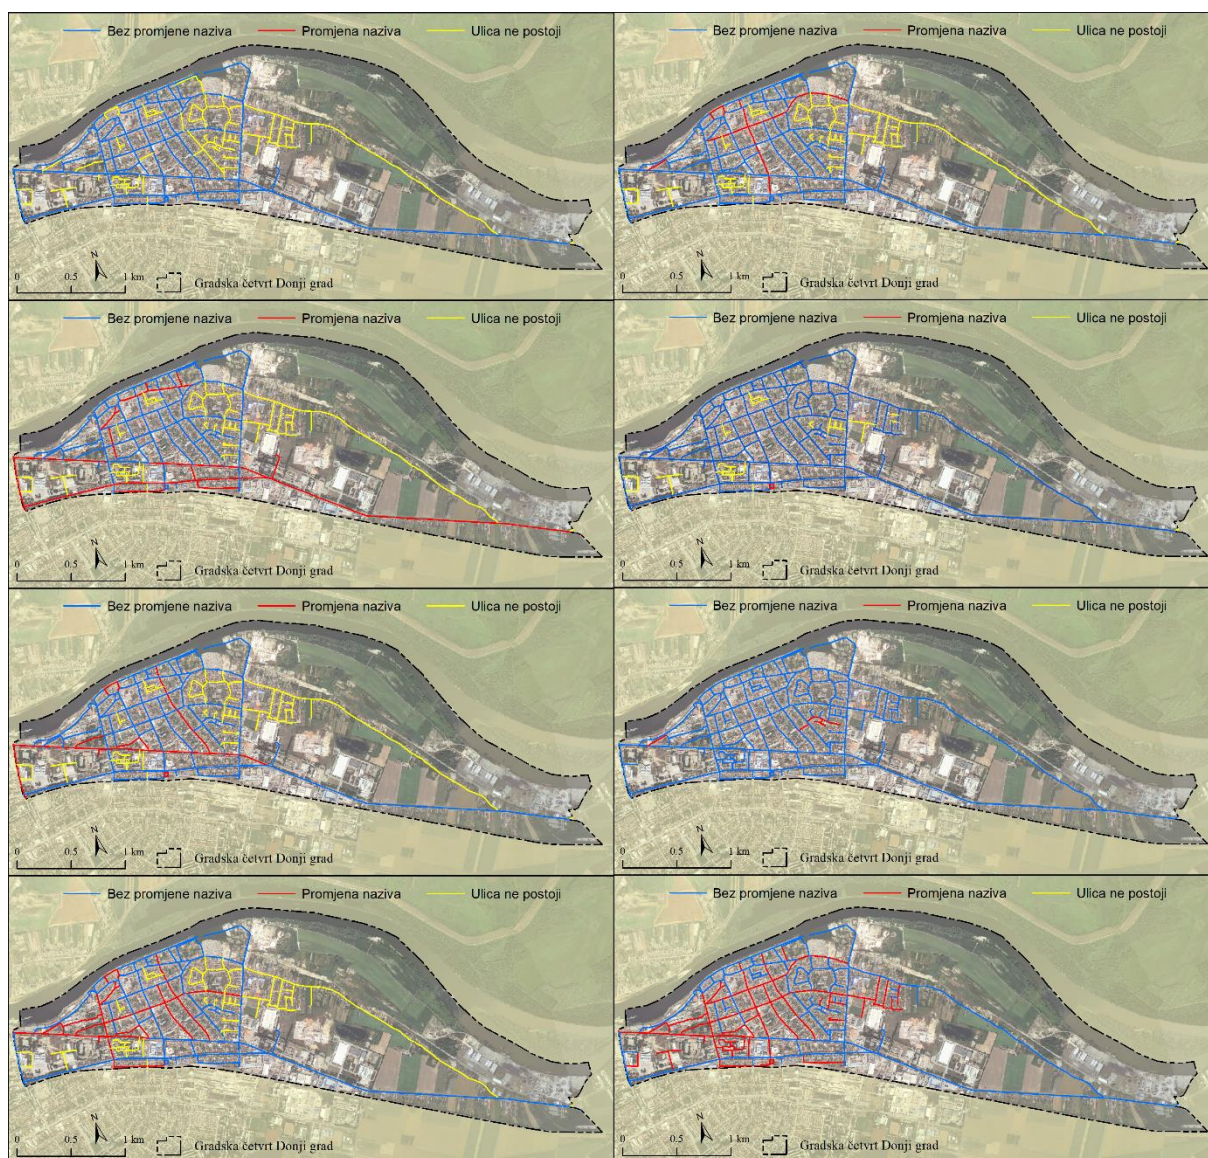 Bez promjene naziva Promjena naziva Ulica ne postoji
N
0 0.5 1 km Gradska četvrt Donji grad
Bez promjene naziva Promjena naziva Ulica ne postoji
N
0 0.5 1 km Gradska četvrt Donji grad
Bez promjene naziva Promjena naziva Ulica ne postoji
N
0 0.5 1 km Gradska četvrt Donji grad
Bez promjene naziva Promjena naziva Ulica ne postoji
N
0 0.5 1 km Gradska četvrt Donji grad
Bez promjene naziva Promjena naziva Ulica ne postoji
N
0 0.5 1 km Gradska četvrt Donji grad
Bez promjene naziva Promjena naziva Ulica ne postoji
N
0 0.5 1 km Gradska četvrt Donji grad
Bez promjene naziva Promjena naziva Ulica ne postoji
N
0 0.5 1 km Gradska četvrt Donji grad
Bez promjene naziva Promjena naziva Ulica ne postoji
N
0 0.5 1 km Gradska četvrt Donji grad